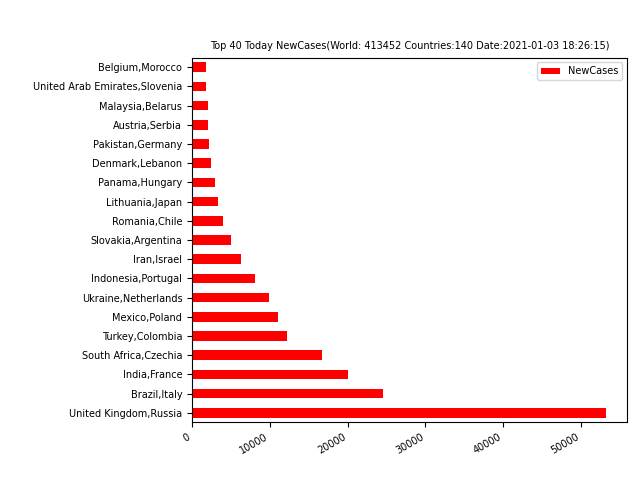 Top 40 Today NewCases(World: 413452 Countries:140 Date:2021-01-03 18:26:15)
NewCases
Belgium,Morocco
United Arab Emirates,Slovenia
Malaysia,Belarus
Austria,Serbia
Pakistan,Germany
Denmark,Lebanon
Panama,Hungary
Lithuania,Japan
Romania,Chile
Slovakia,Argentina
Iran,Israel
Indonesia,Portugal
Ukraine,Netherlands
Mexico,Poland
Turkey,Colombia
South Africa,Czechia
India,France
Brazil,Italy
United Kingdom,Russia
0 10000 20000 30000 40000 50000